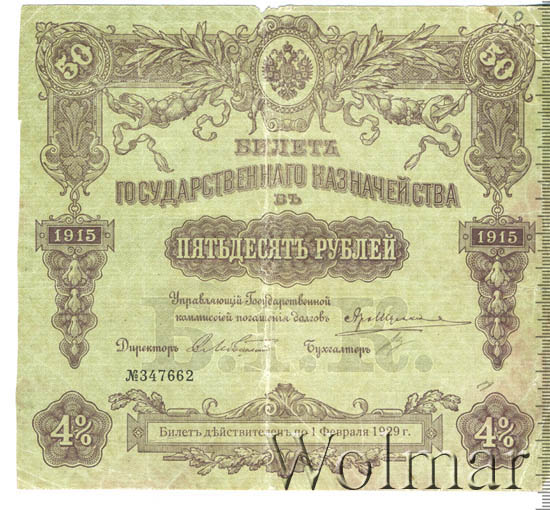 50 50
БИЛЕТЪ
ГОСУДАРСТВЕННАГО КАЗНАЧЕЙСТВА
ВЪ
1915 ПЯТЬДЕСЯТЪ РУБЛЕЙ 1915
Управляющій Государственной
коммиссіей погашенія долговъ
Директоръ Бухгалтеръ
№347662
4% 4%
Билетъ дѣйствителенъ по 1 Февраля 1929 г.
Wolmar